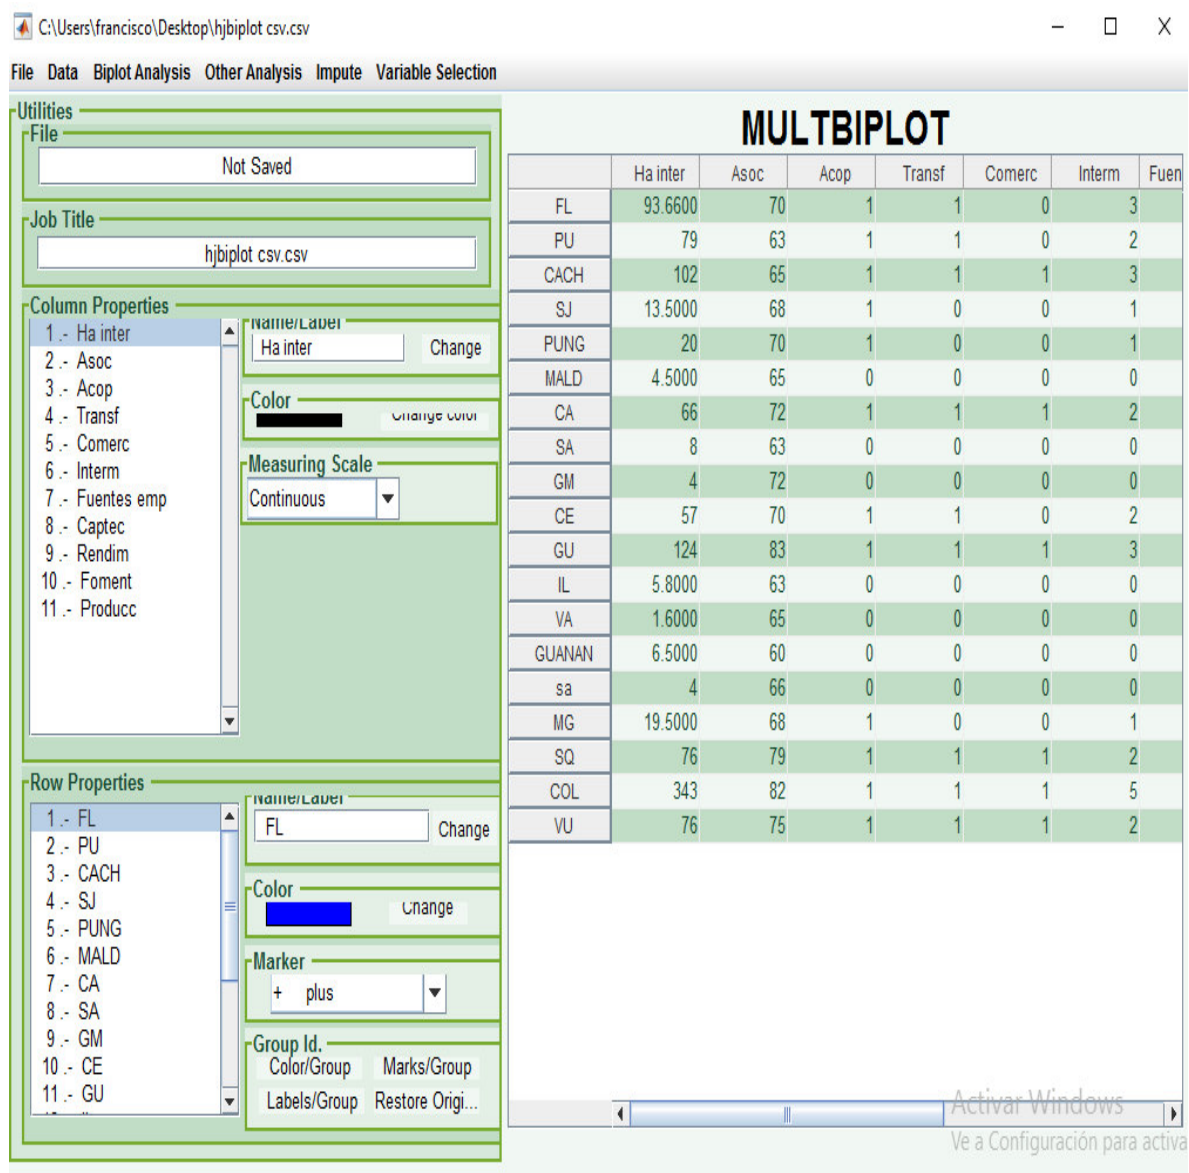 C:\Users\francisco\Desktop\hjbiplot csv.csv
File Data Biplot Analysis Other Analysis Impute Variable Selection
Utilities
File
Not Saved
Job Title
hjbiplot csv.csv
Column Properties
1 .- Ha inter
2 .- Asoc
3 .- Acop
4 .- Transf
5 .- Comerc
6 .- Interm
7 .- Fuentes emp
8 .- Captec
9 .- Rendim
10 .- Foment
11 .- Producc
Name/Label
Ha inter Change
Color
Change color
Measuring Scale
Continuous
Row Properties
1 .- FL
2 .- PU
3 .- CACH
4 .- SJ
5 .- PUNG
6 .- MALD
7 .- CA
8 .- SA
9 .- GM
10 .- CE
11 .- GU
Name/Label
FL Change
Color
Change
Marker
+ plus
Group Id.
Color/Group Marks/Group
Labels/Group Restore Origi...
MULTBIPLOT
Ha inter Asoc Acop Transf Comerc Interm Fuen
FL 93.6600 70 1 1 0 3
PU 79 63 1 1 0 2
CACH 102 65 1 1 1 3
SJ 13.5000 68 1 0 0 1
PUNG 20 70 1 0 0 1
MALD 4.5000 65 0 0 0 0
CA 66 72 1 1 1 2
SA 8 63 0 0 0 0
GM 4 72 0 0 0 0
CE 57 70 1 1 0 2
GU 124 83 1 1 1 3
IL 5.8000 63 0 0 0 0
VA 1.6000 65 0 0 0 0
GUANAN 6.5000 60 0 0 0 0
sa 4 66 0 0 0 0
MG 19.5000 68 1 0 0 1
SQ 76 79 1 1 1 2
COL 343 82 1 1 1 5
VU 76 75 1 1 1 2
Activar Windows
Ve a Configuración para activa